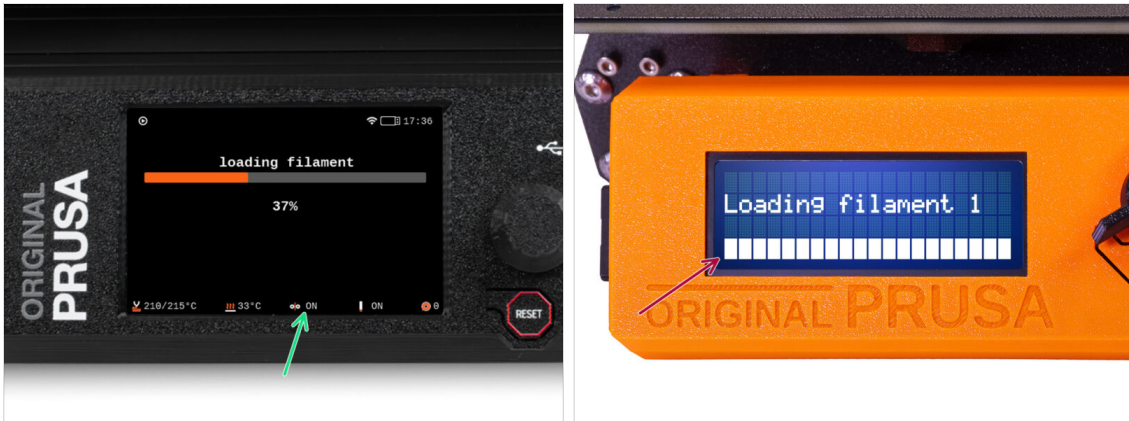 17:36
loading filament
37%
210/215°C
33°C
ON
ON
0
ORIGINAL
PRUSA
RESET
Loading filament 1
ORIGINAL PRUSA